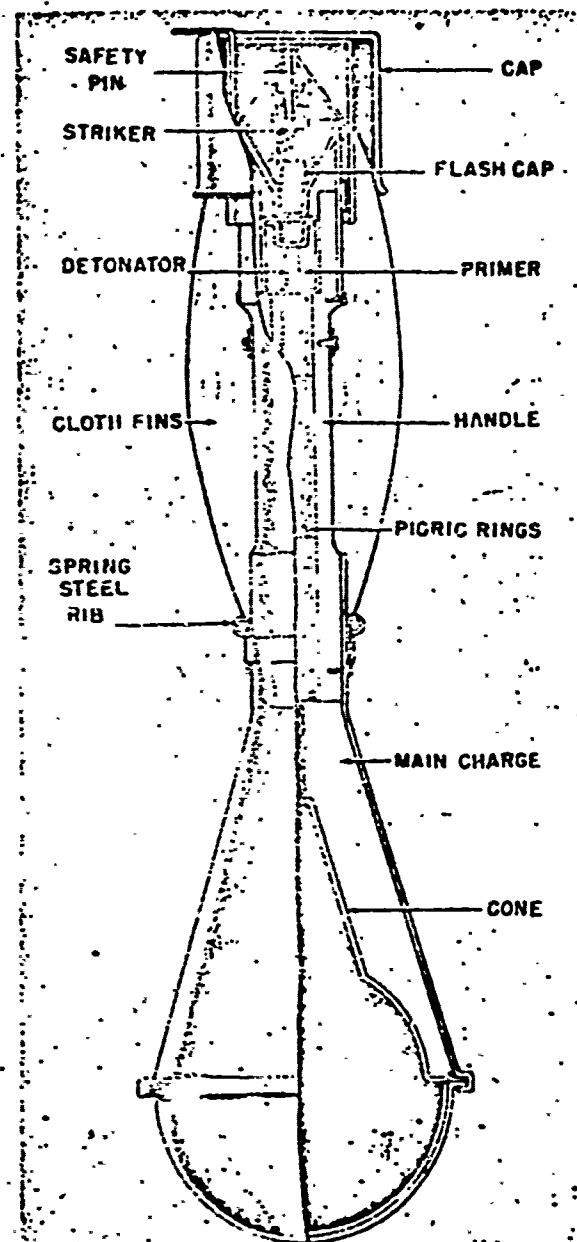 SAFETY
PIN
CAP
STRIKER
FLASH CAP
DETONATOR
PRIMER
CLOTH FINS
HANDLE
PICRIC RINGS
SPRING
STEEL
RIB
MAIN CHARGE
CONE